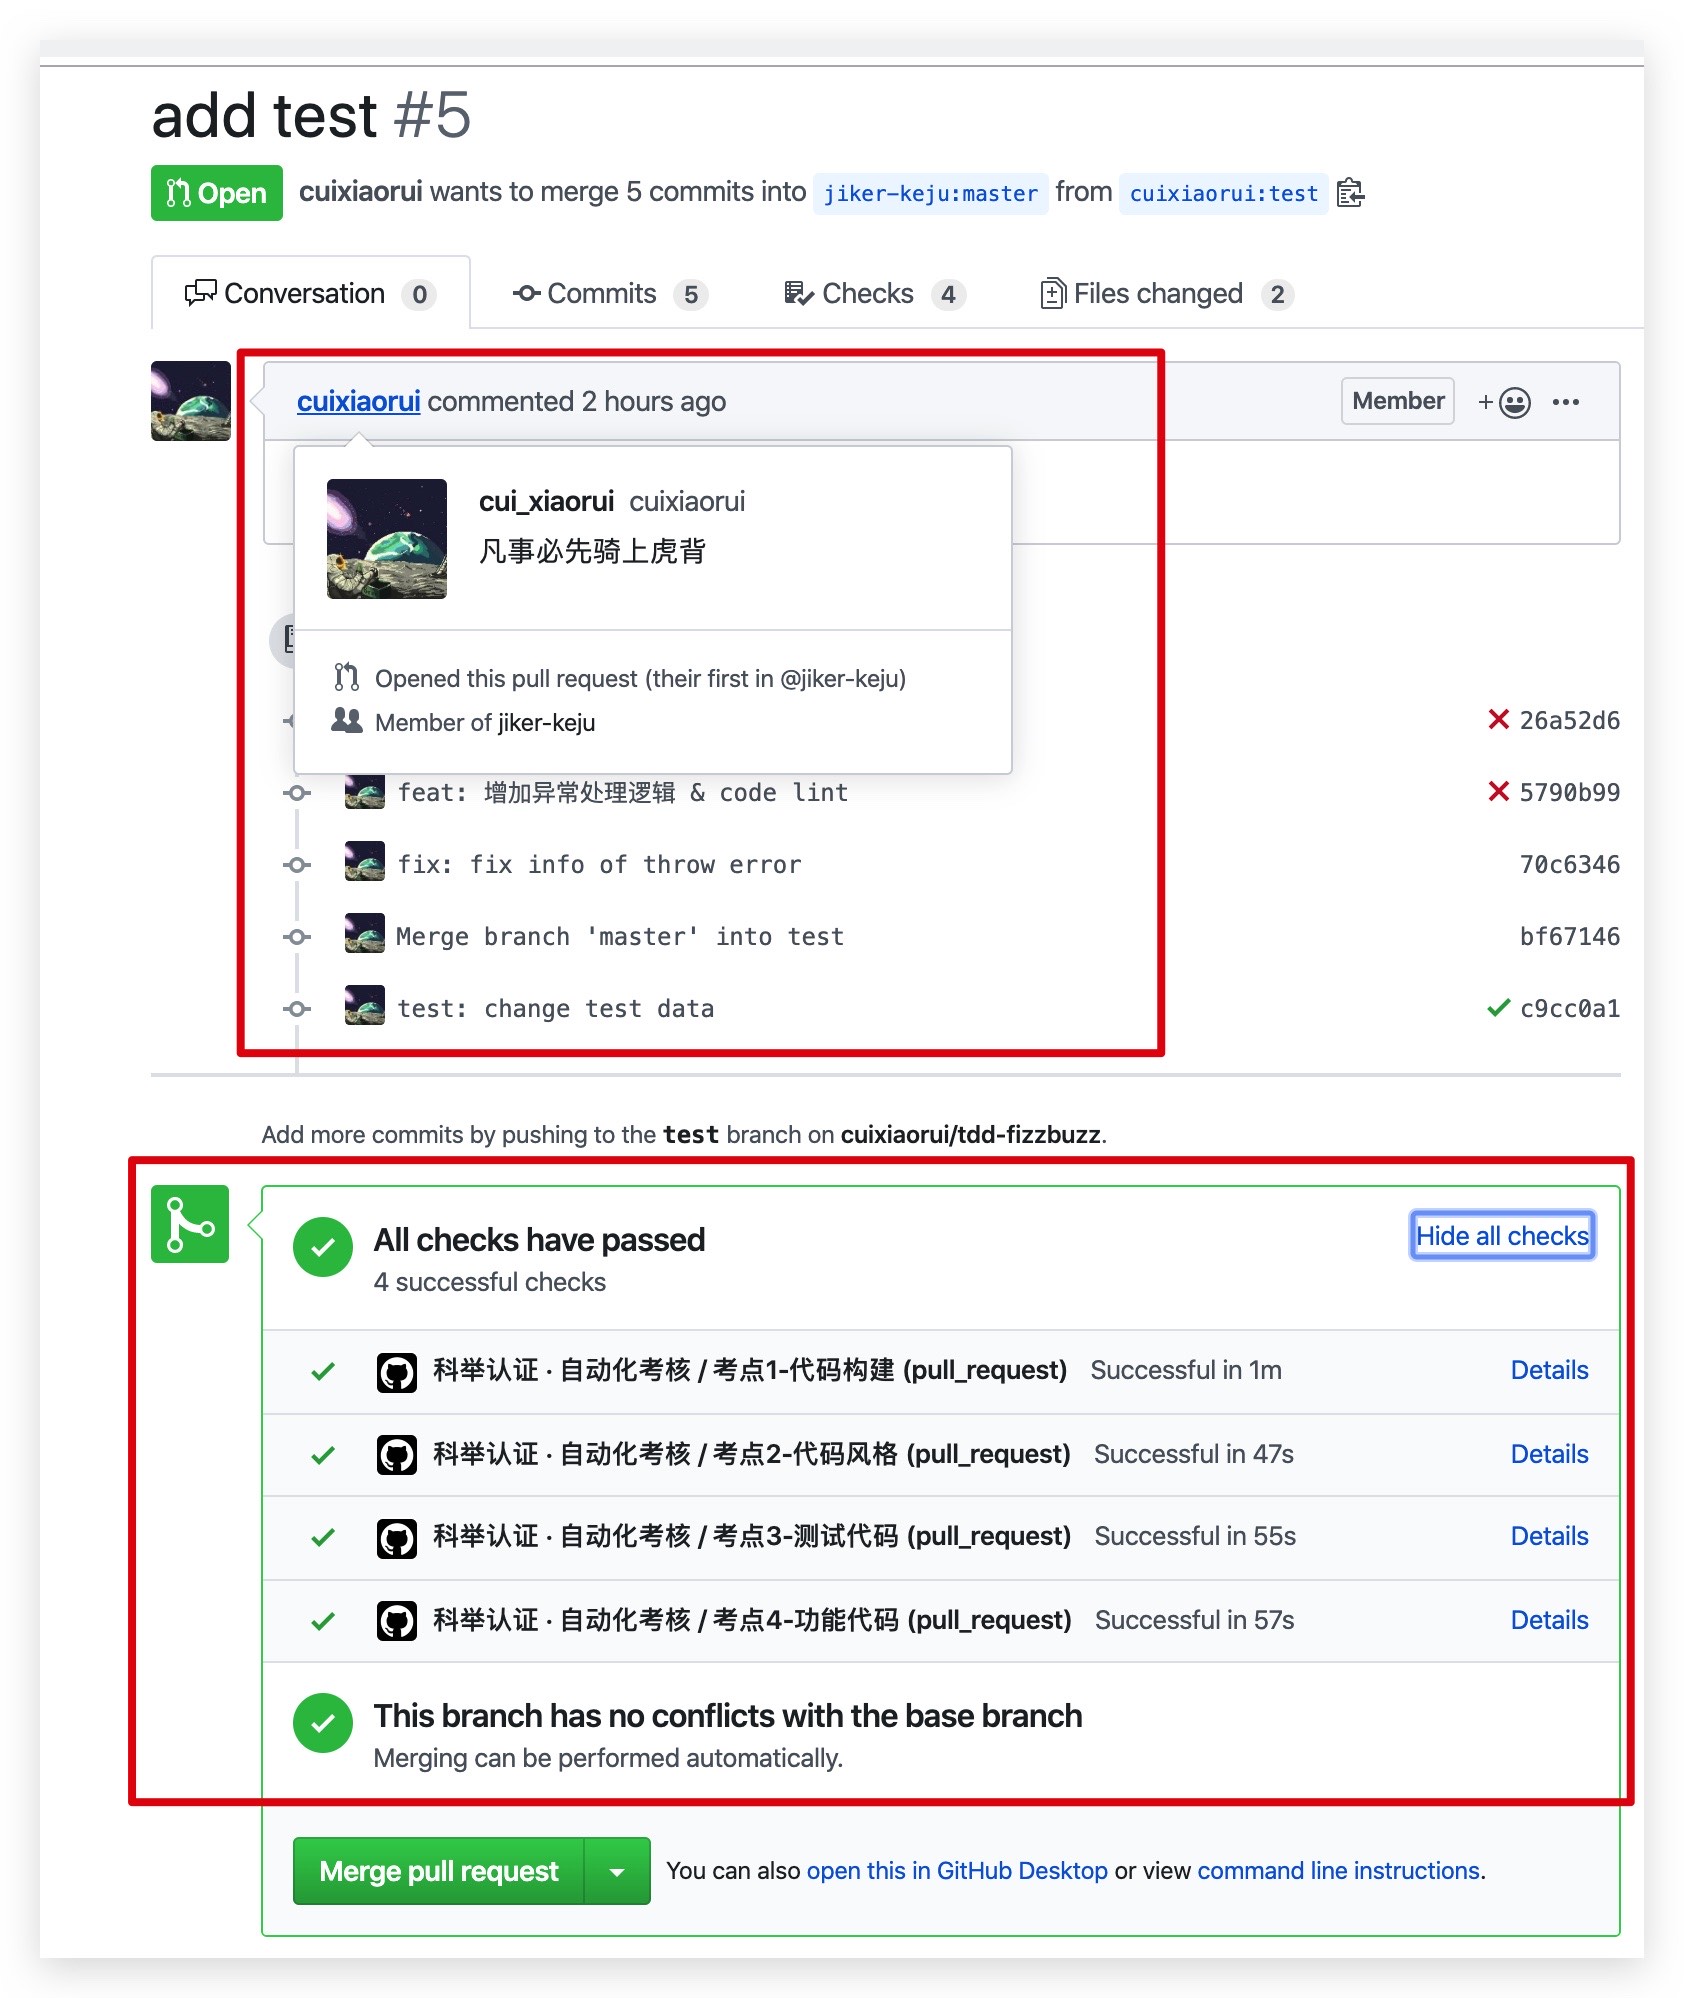 add test #5
Open cuixiaorui wants to merge 5 commits into jiker-keju:master from cuixiaorui:test
Conversation 0 Commits 5 Checks 4 Files changed 2
cuixiaorui commented 2 hours ago Member
cui_xiaorui cuixiaorui
凡事必先骑上虎背
Opened this pull request (their first in @jiker-keju)
Member of jiker-keju
26a52d6
feat: 增加异常处理逻辑 & code lint 5790b99
fix: fix info of throw error 70c6346
Merge branch 'master' into test bf67146
test: change test data c9cc0a1
Add more commits by pushing to the test branch on cuixiaorui/tdd-fizzbuzz.
All checks have passed Hide all checks
4 successful checks
科举认证 · 自动化考核 / 考点1-代码构建 (pull_request) Successful in 1m Details
科举认证 · 自动化考核 / 考点2-代码风格 (pull_request) Successful in 47s Details
科举认证 · 自动化考核 / 考点3-测试代码 (pull_request) Successful in 55s Details
科举认证 · 自动化考核 / 考点4-功能代码 (pull_request) Successful in 57s Details
This branch has no conflicts with the base branch
Merging can be performed automatically.
Merge pull request You can also open this in GitHub Desktop or view command line instructions.